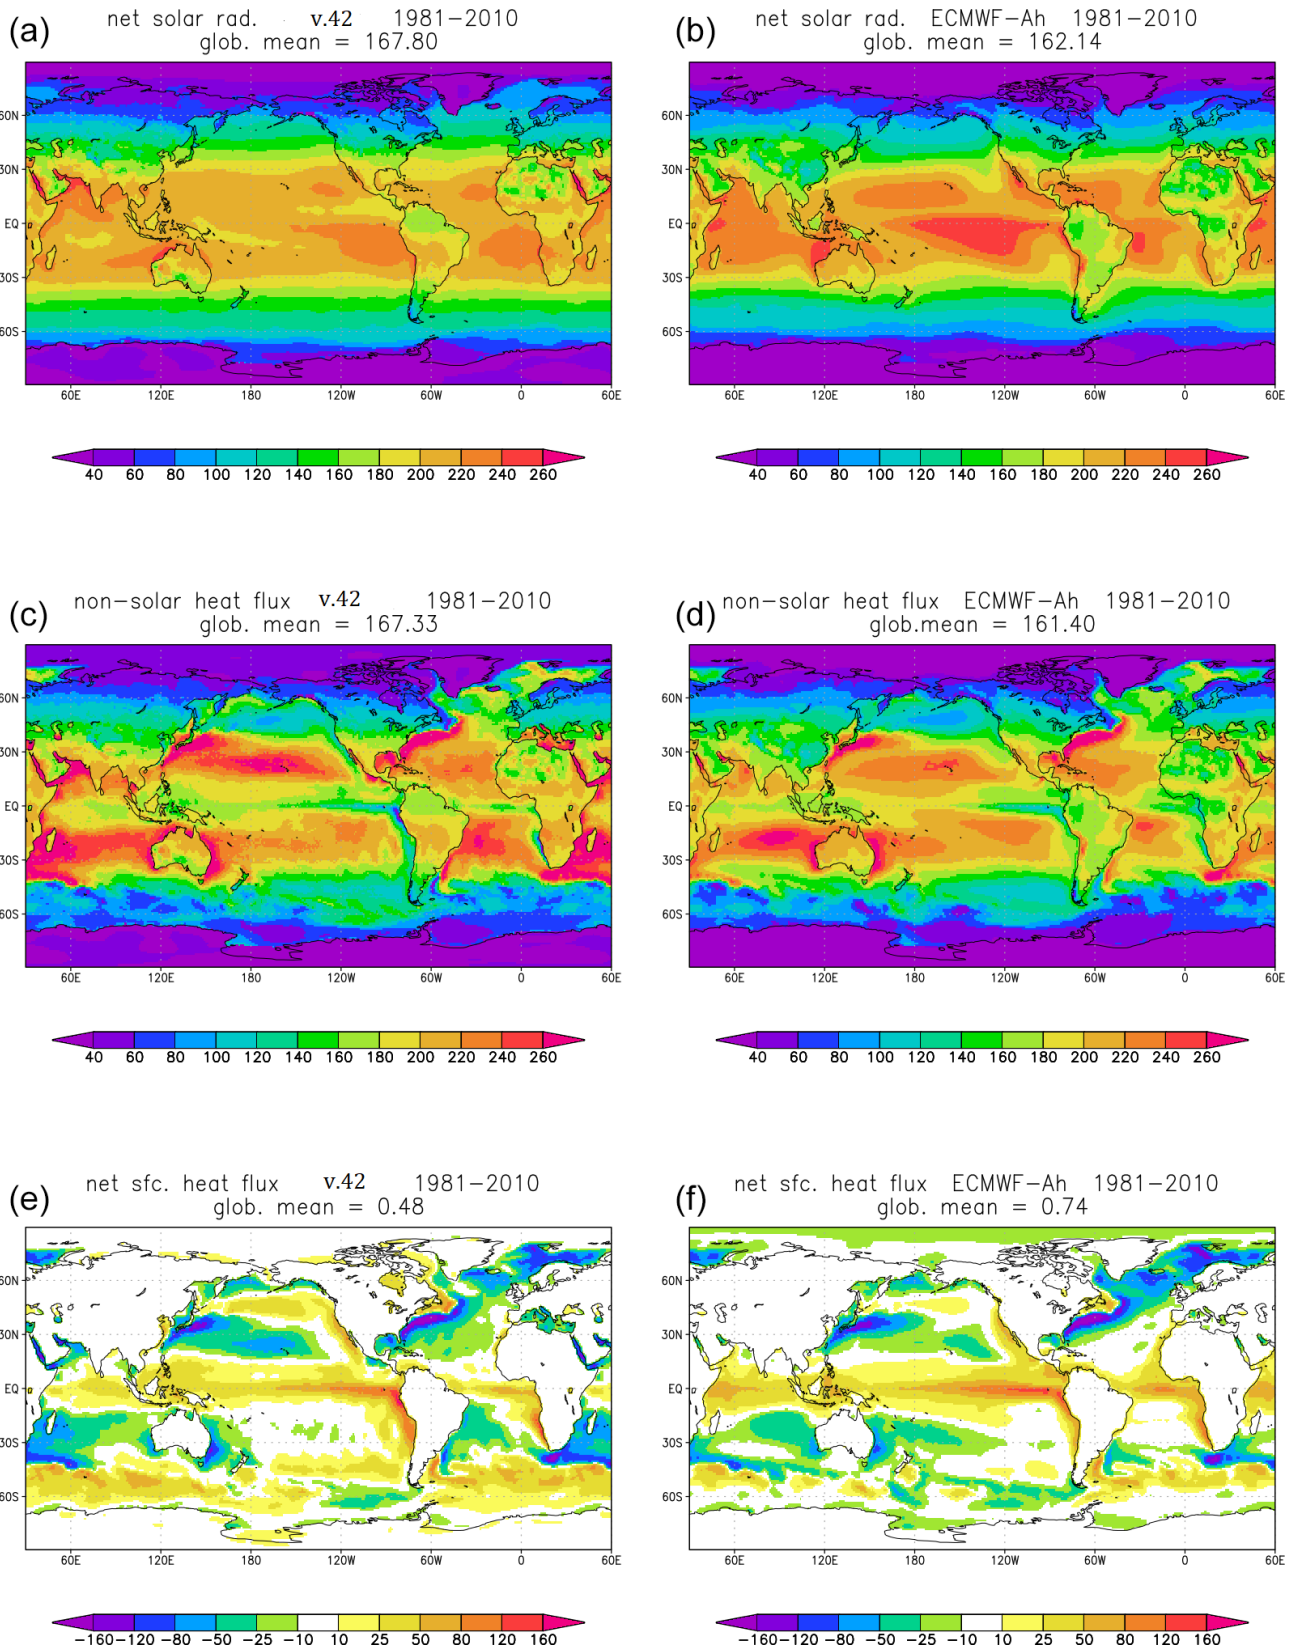 (a) net solar rad. v.42 1981-2010
glob. mean = 167.80
60N
30N
EQ
30S
60S
60E 120E 180 120W 60W 0 60E
40 60 80 100 120 140 160 180 200 220 240 260
(b) net solar rad. ECMWF-Ah 1981-2010
glob. mean = 162.14
60N
30N
EQ
30S
60S
60E 120E 180 120W 60W 0 60E
40 60 80 100 120 140 160 180 200 220 240 260
(c) non-solar heat flux v.42 1981-2010
glob. mean = 167.33
60N
30N
EQ
30S
60S
60E 120E 180 120W 60W 0 60E
40 60 80 100 120 140 160 180 200 220 240 260
(d) non-solar heat flux ECMWF-Ah 1981-2010
glob.mean = 161.40
60N
30N
EQ
30S
60S
60E 120E 180 120W 60W 0 60E
40 60 80 100 120 140 160 180 200 220 240 260
(e) net sfc. heat flux v.42 1981-2010
glob. mean = 0.48
60N
30N
EQ
30S
60S
60E 120E 180 120W 60W 0 60E
-160 -120 -80 -50 -25 -10 10 25 50 80 120 160
(f) net sfc. heat flux ECMWF-Ah 1981-2010
glob. mean = 0.74
60N
30N
EQ
30S
60S
60E 120E 180 120W 60W 0 60E
-160 -120 -80 -50 -25 -10 10 25 50 80 120 160